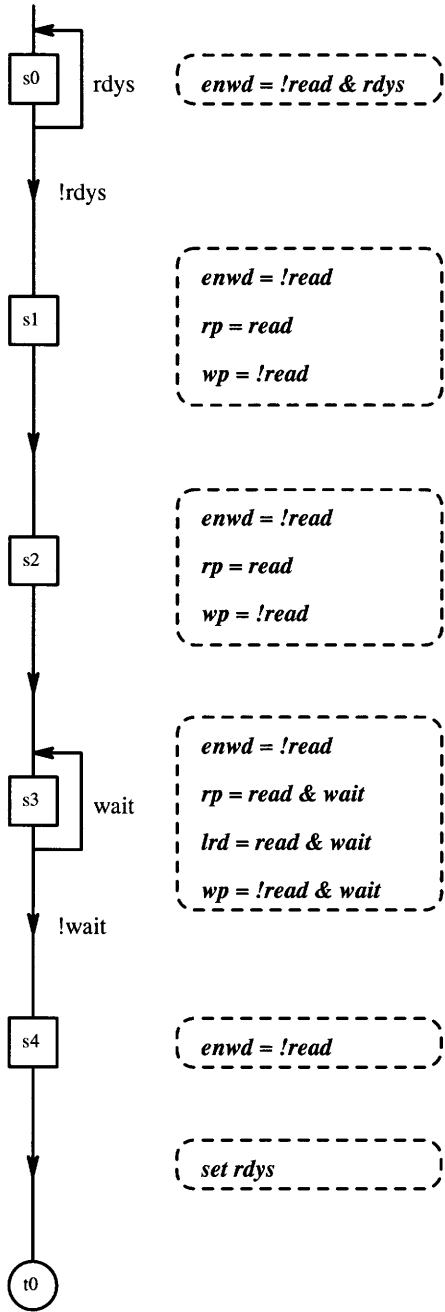 s0
rdys
enwd = !read & rdys
!rdys
s1
enwd = !read
rp = read
wp = !read
s2
enwd = !read
rp = read
wp = !read
s3
wait
enwd = !read
rp = read & wait
lrd = read & wait
wp = !read & wait
!wait
s4
enwd = !read
set rdys
t0